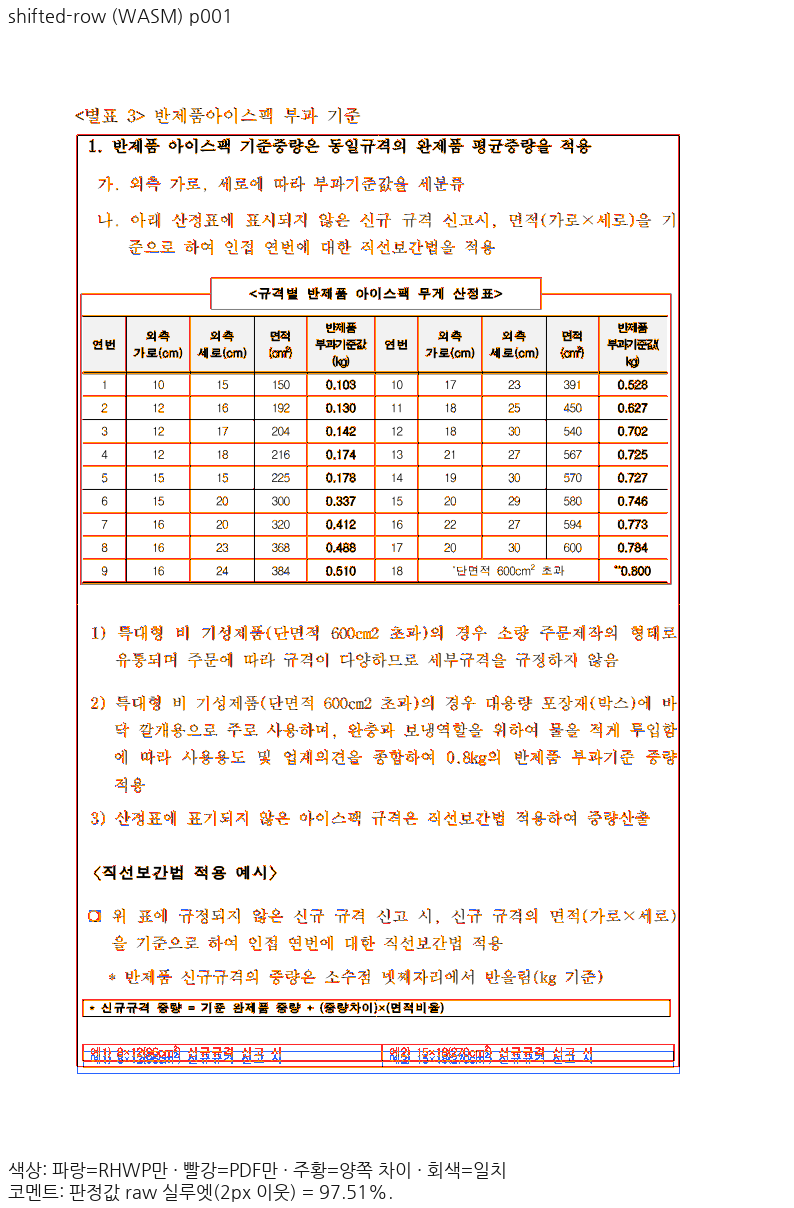 shifted-row (WASM) p001
<별표 3> 반제품아이스팩 부과 기준
1. 반제품 아이스팩 기준중량은 동일규격의 완제품 평균중량을 적용
가. 외측 가로, 세로에 따라 부과기준값을 세분류
나. 아래 산정표에 표시되지 않은 신규 규격 신고시, 면적(가로×세로)을 기
준으로 하여 인접 연번에 대한 직선보간법을 적용
<규격별 반제품 아이스팩 무게 산정표>
연번 외측 가로(cm) 외측 세로(cm) 면적 (㎠) 반제품 부과기준값 (kg) 연번 외측 가로(cm) 외측 세로(cm) 면적 (㎠) 반제품 부과기준값( kg)
1 10 15 150 0.103 10 17 23 391 0.528
2 12 16 192 0.130 11 18 25 450 0.627
3 12 17 204 0.142 12 18 30 540 0.702
4 12 18 216 0.174 13 21 27 567 0.725
5 15 15 225 0.178 14 19 30 570 0.727
6 15 20 300 0.337 15 20 29 580 0.746
7 16 20 320 0.412 16 22 27 594 0.773
8 16 23 368 0.488 17 20 30 600 0.784
9 16 24 384 0.510 18 *단면적 600cm² 초과 **0.800
1) 특대형 비 기성제품(단면적 600cm2 초과)의 경우 소량 주문제작의 형태로
유통되며 주문에 따라 규격이 다양하므로 세부규격을 규정하지 않음
2) 특대형 비 기성제품(단면적 600cm2 초과)의 경우 대용량 포장재(박스)에 바
닥 깔개용으로 주로 사용하며, 완충과 보냉역할을 위하여 물을 적게 투입함
에 따라 사용용도 및 업계의견을 종합하여 0.8kg의 반제품 부과기준 중량
적용
3) 산정표에 표기되지 않은 아이스팩 규격은 직선보간법 적용하여 중량산출
<직선보간법 적용 예시>
□ 위 표에 규정되지 않은 신규 규격 신고 시, 신규 규격의 면적(가로×세로)
을 기준으로 하여 인접 연번에 대한 직선보간법 적용
* 반제품 신규규격의 중량은 소수점 넷째자리에서 반올림(kg 기준)
* 신규규격 중량 = 기준 완제품 중량 + (중량차이)×(면적비율)
색상: 파랑=RHWP만 · 빨강=PDF만 · 주황=양쪽 차이 · 회색=일치
코멘트: 판정값 raw 실루엣(2px 이웃) = 97.51%.